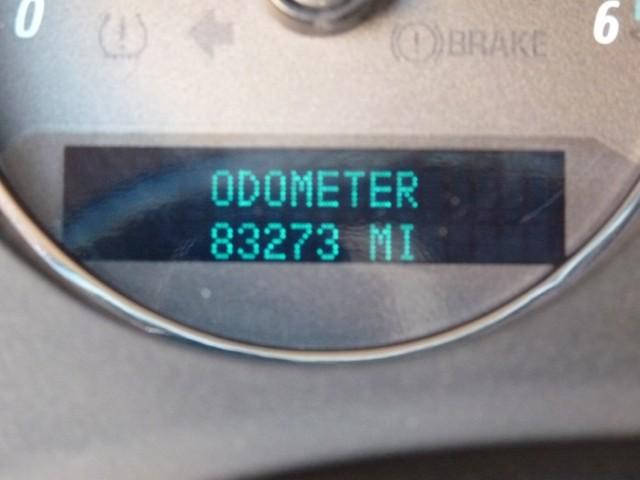 0
6
BRAKE
ODOMETER
83273 MI